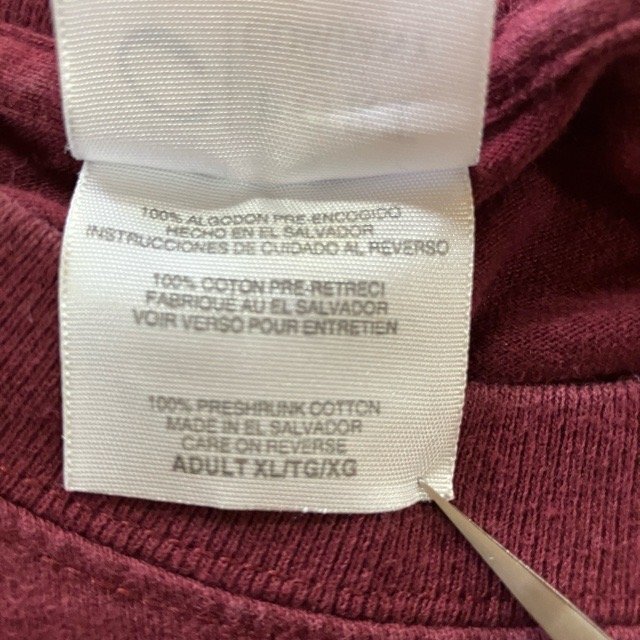 100% ALGODON PRE-ENCOGIDO
HECHO EN EL SALVADOR
INSTRUCCIONES DE CUIDADO AL REVERSO
100% COTON PRE-RETRECI
FABRIQUE AU EL SALVADOR
VOIR VERSO POUR ENTRETIEN
100% PRESHRUNK COTTON
MADE IN EL SALVADOR
CARE ON REVERSE
ADULT XL/TG/XG